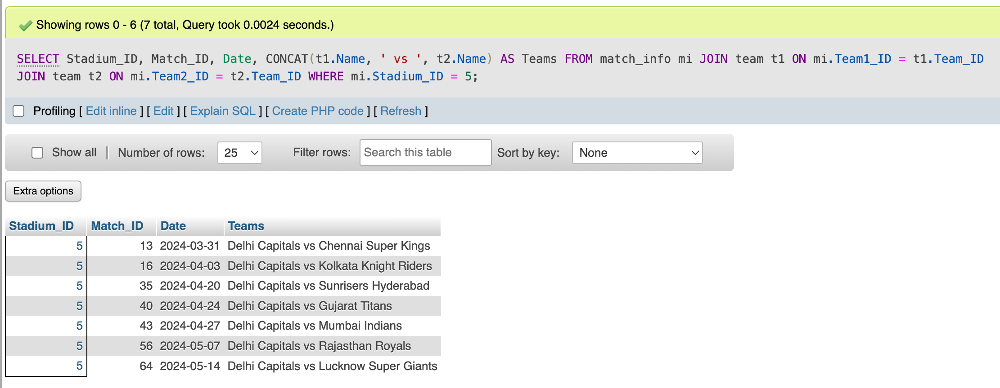 Showing rows 0 - 6 (7 total, Query took 0.0024 seconds.)
SELECT Stadium_ID, Match_ID, Date, CONCAT(t1.Name, ' vs ', t2.Name) AS Teams FROM match_info mi JOIN team t1 ON mi.Team1_ID = t1.Team_ID
JOIN team t2 ON mi.Team2_ID = t2.Team_ID WHERE mi.Stadium_ID = 5;
Profiling [ Edit inline ] [ Edit ] [ Explain SQL ] [ Create PHP code ] [ Refresh ]
Show all | Number of rows: 25 Filter rows: Search this table Sort by key: None
Extra options
Stadium_ID Match_ID Date Teams
5 13 2024-03-31 Delhi Capitals vs Chennai Super Kings
5 16 2024-04-03 Delhi Capitals vs Kolkata Knight Riders
5 35 2024-04-20 Delhi Capitals vs Sunrisers Hyderabad
5 40 2024-04-24 Delhi Capitals vs Gujarat Titans
5 43 2024-04-27 Delhi Capitals vs Mumbai Indians
5 56 2024-05-07 Delhi Capitals vs Rajasthan Royals
5 64 2024-05-14 Delhi Capitals vs Lucknow Super Giants